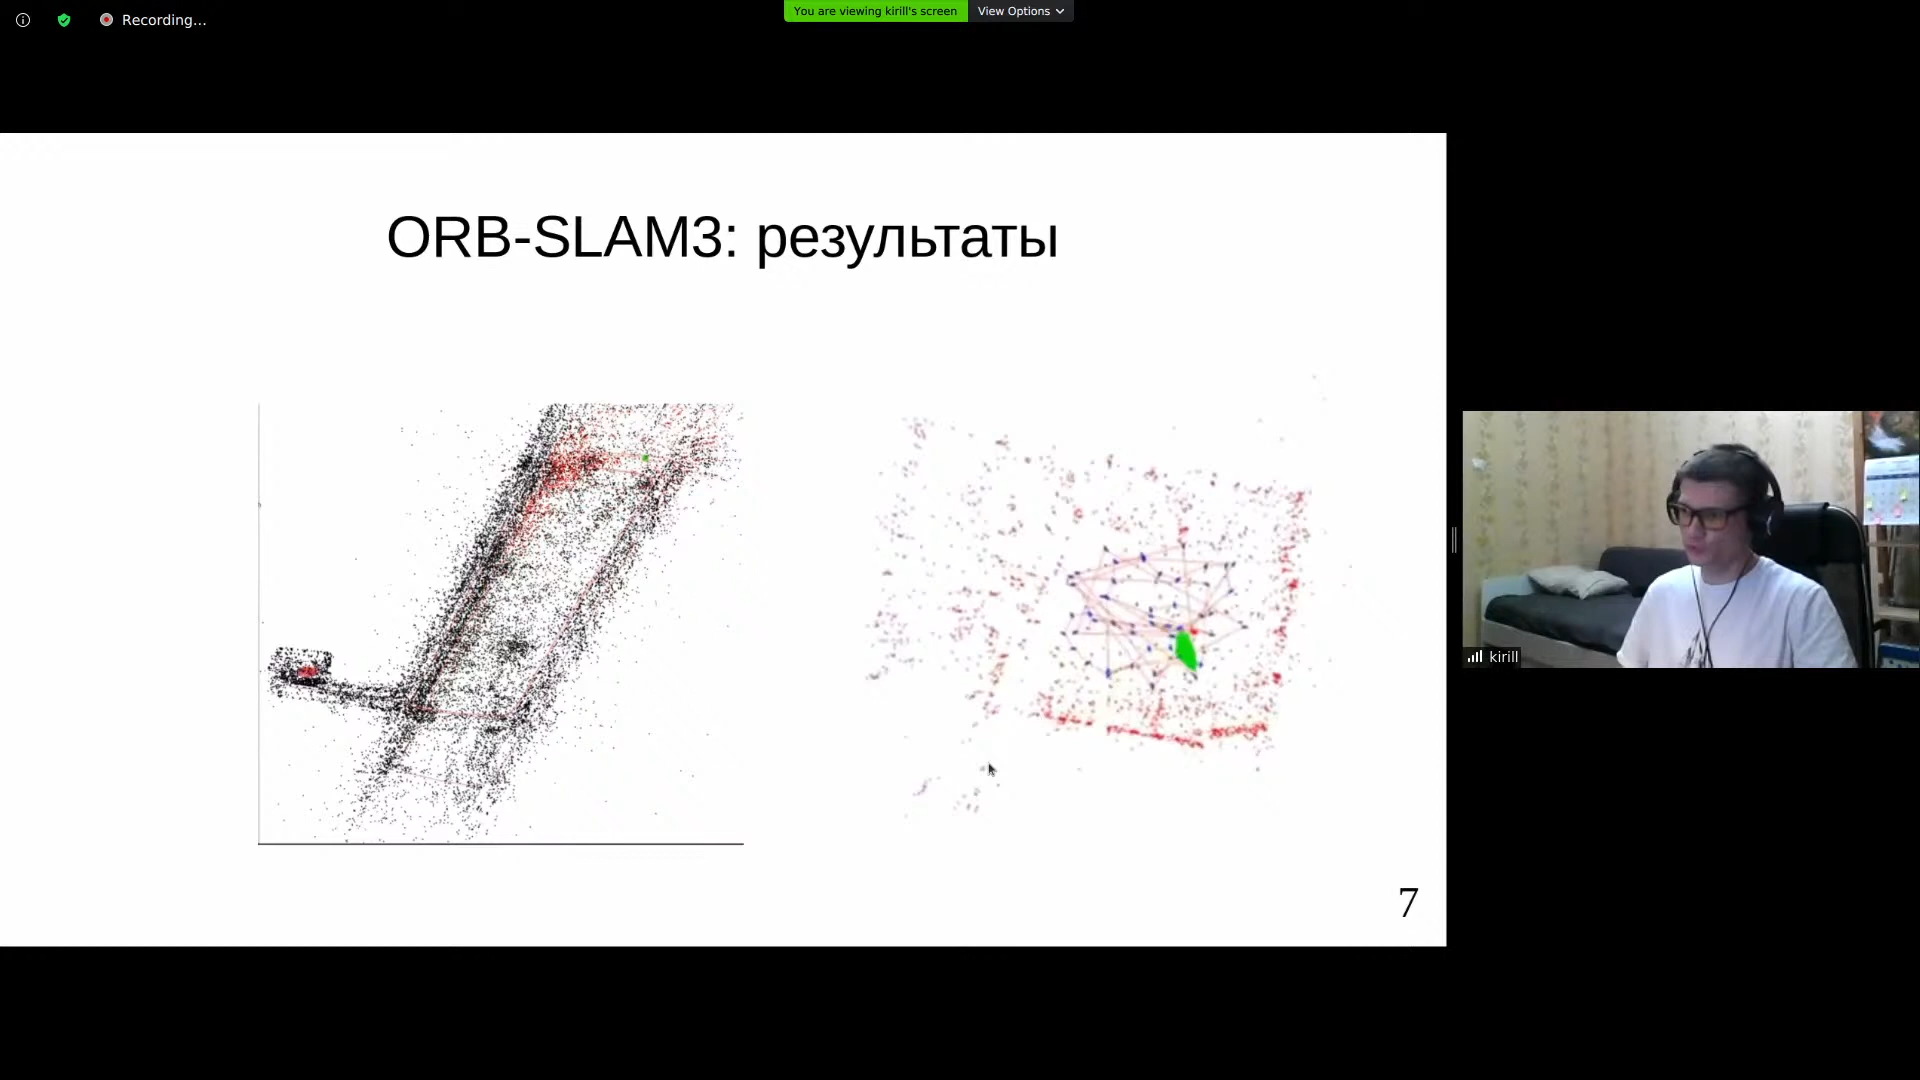 Recording...
You are viewing kirill's screen
View Options
ORB-SLAM3: результаты
7
kirill